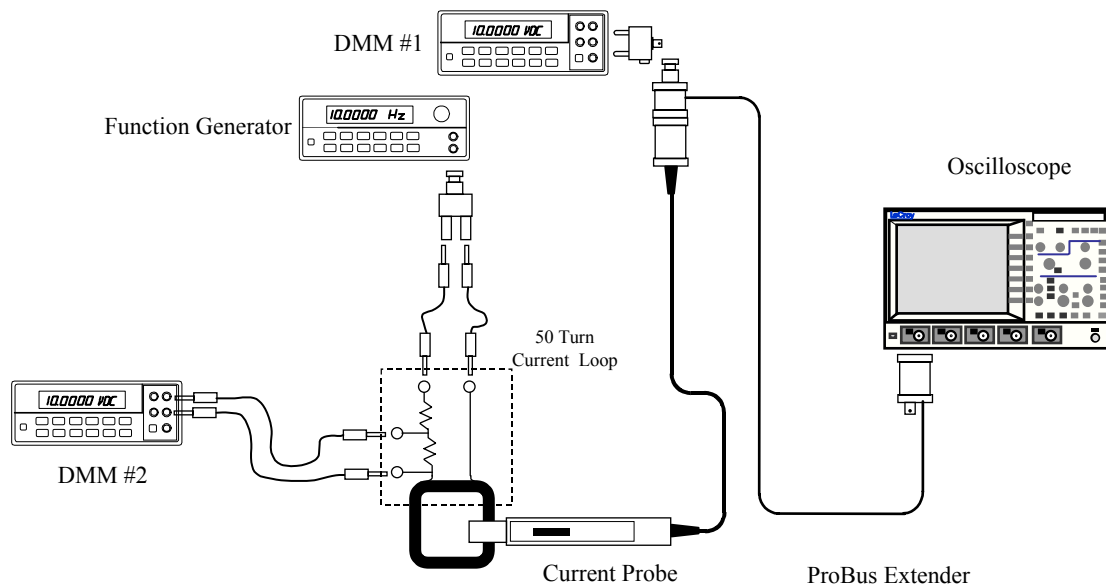 10.0000 VDC
DMM #1
10.0000 Hz
Function Generator
Oscilloscope
LeCroy
50 Turn
Current Loop
10.0000 VDC
DMM #2
Current Probe
ProBus Extender